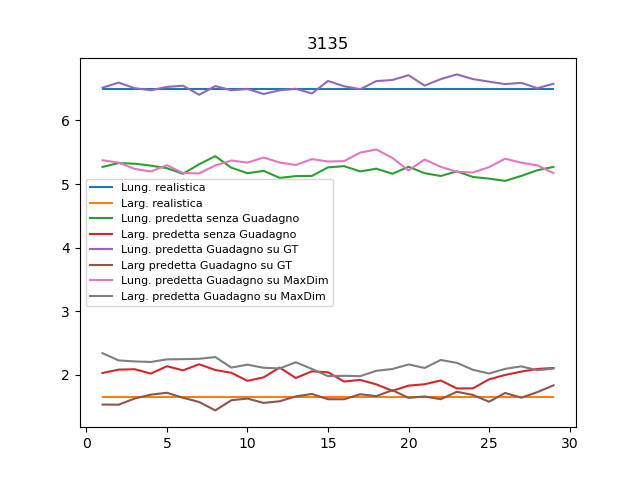 3135
6
5
4
3
2
Lung. realistica
Larg. realistica
Lung. predetta senza Guadagno
Larg. predetta senza Guadagno
Lung. predetta Guadagno su GT
Larg predetta Guadagno su GT
Lung. predetta Guadagno su MaxDim
Larg. predetta Guadagno su MaxDim
0 5 10 15 20 25 30